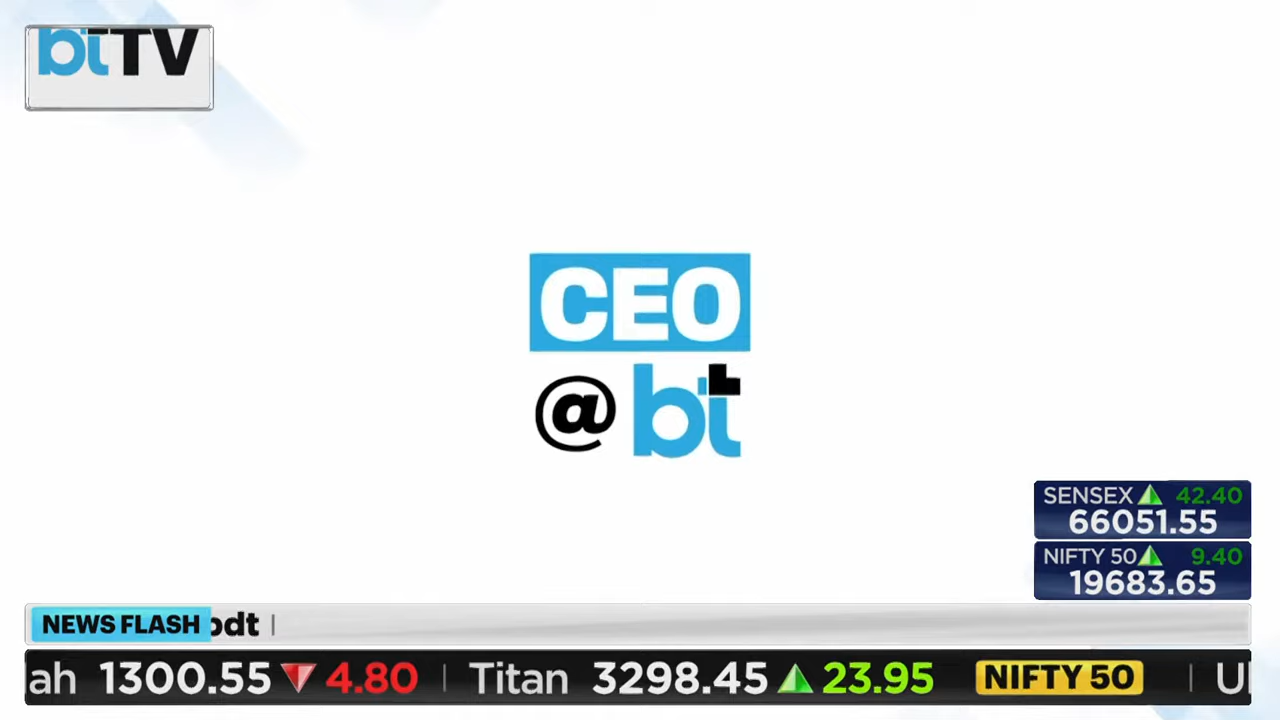 btTV
CEO
@bt
SENSEX 42.40
66051.55
NIFTY 50 9.40
19683.65
NEWS FLASH
1300.55 4.80 | Titan 3298.45 23.95 NIFTY 50 |